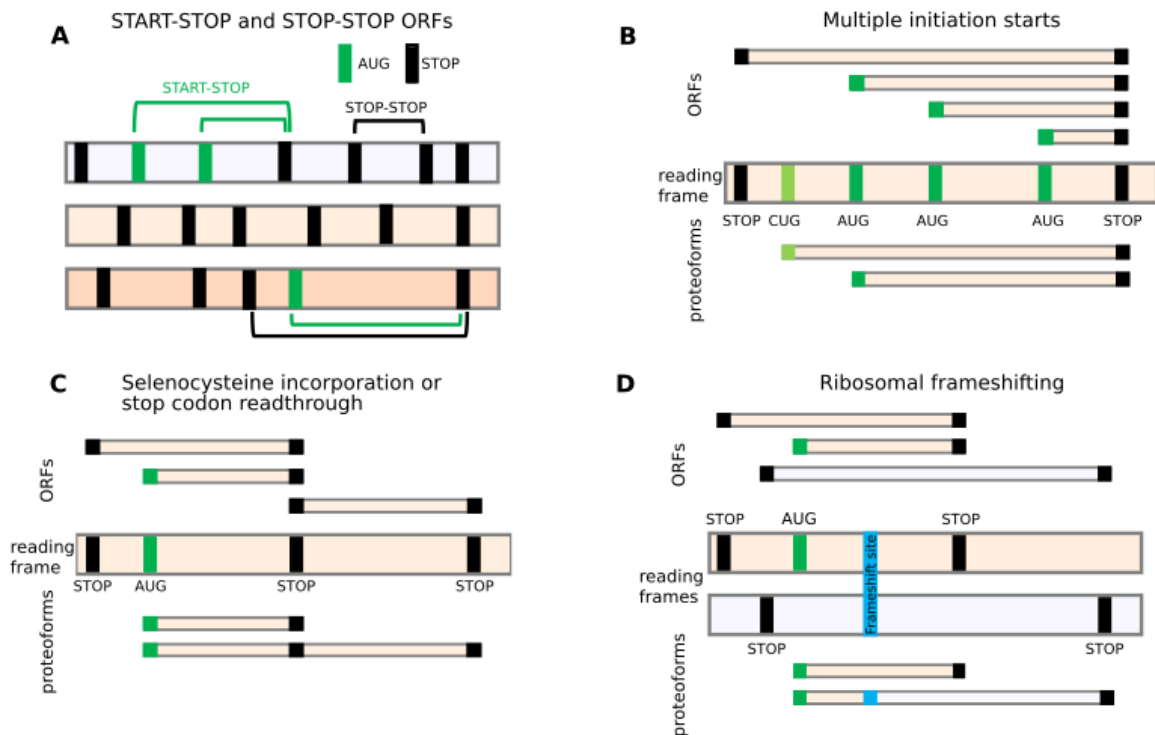 A
START-STOP and STOP-STOP ORFs
AUG
STOP
START-STOP
STOP-STOP
B
Multiple initiation starts
ORFs
reading
frame
STOP CUG AUG AUG AUG STOP
proteoforms
C
Selenocysteine incorporation or
stop codon readthrough
ORFs
reading
frame
STOP AUG STOP STOP
proteoforms
D
Ribosomal frameshifting
ORFs
STOP AUG STOP
Frameshift site
reading
frames
STOP STOP
proteoforms